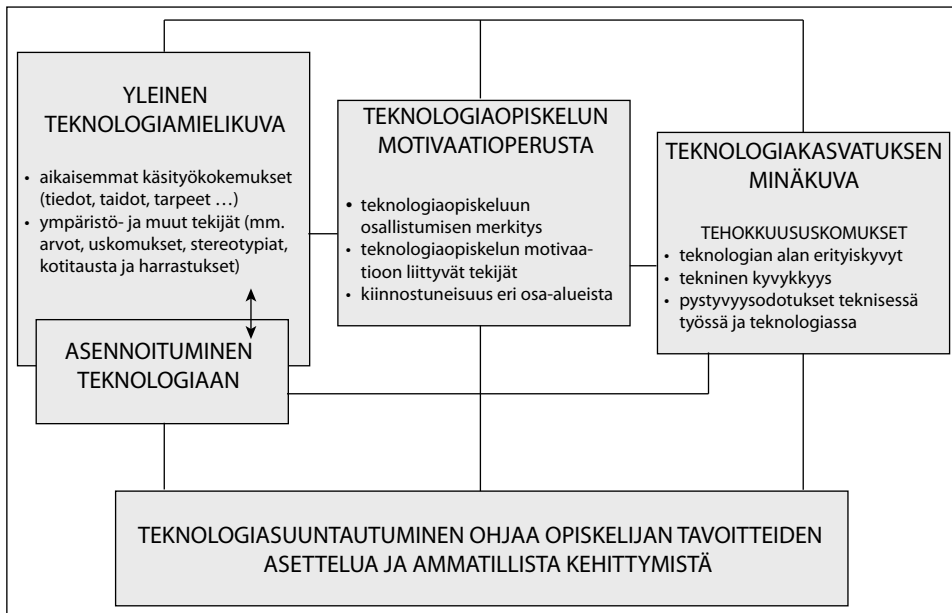 YLEINEN
TEKNOLOGIAMIELIKUVA
• aikaisemmat käsityökokemukset
(tiedot, taidot, tarpeet …)
• ympäristö- ja muut tekijät (mm.
arvot, uskomukset, stereotypiat,
kotitausta ja harrastukset)
ASENNOITUMINEN
TEKNOLOGIAAN
TEKNOLOGIAOPISKELUN
MOTIVAATIOPERUSTA
• teknologiaopiskeluun
osallistumisen merkitys
• teknologiaopiskelun motivaa-
tioon liittyvät tekijät
• kiinnostuneisuus eri osa-alueista
TEKNOLOGIAKASVATUKSEN
MINÄKUVA
TEHOKKUUSUSKOMUKSET
• teknologian alan erityiskyvyt
• tekninen kyvykkyys
• pystyvyysodotukset teknisessä
työssä ja teknologiassa
TEKNOLOGIASUUNTAUTUMINEN OHJAA OPISKELIJAN TAVOITTEIDEN
ASETTELUA JA AMMATILLISTA KEHITTYMISTÄ